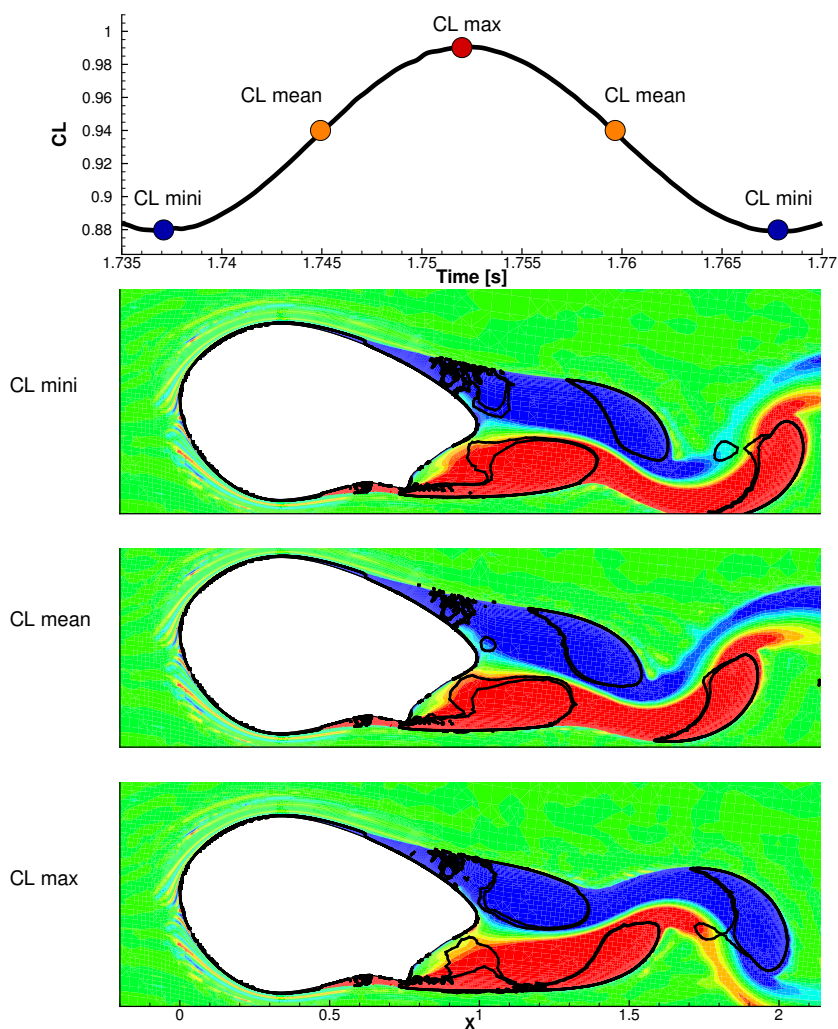 CL max
1
0.98
CL mean
CL mean
0.96
0.94
CL
0.92
CL mini
CL mini
0.9
0.88
1.735 1.74 1.745 1.75 1.755 1.76 1.765 1.77
Time [s]
CL mini
CL mean
CL max
0 0.5 1 1.5 2
x